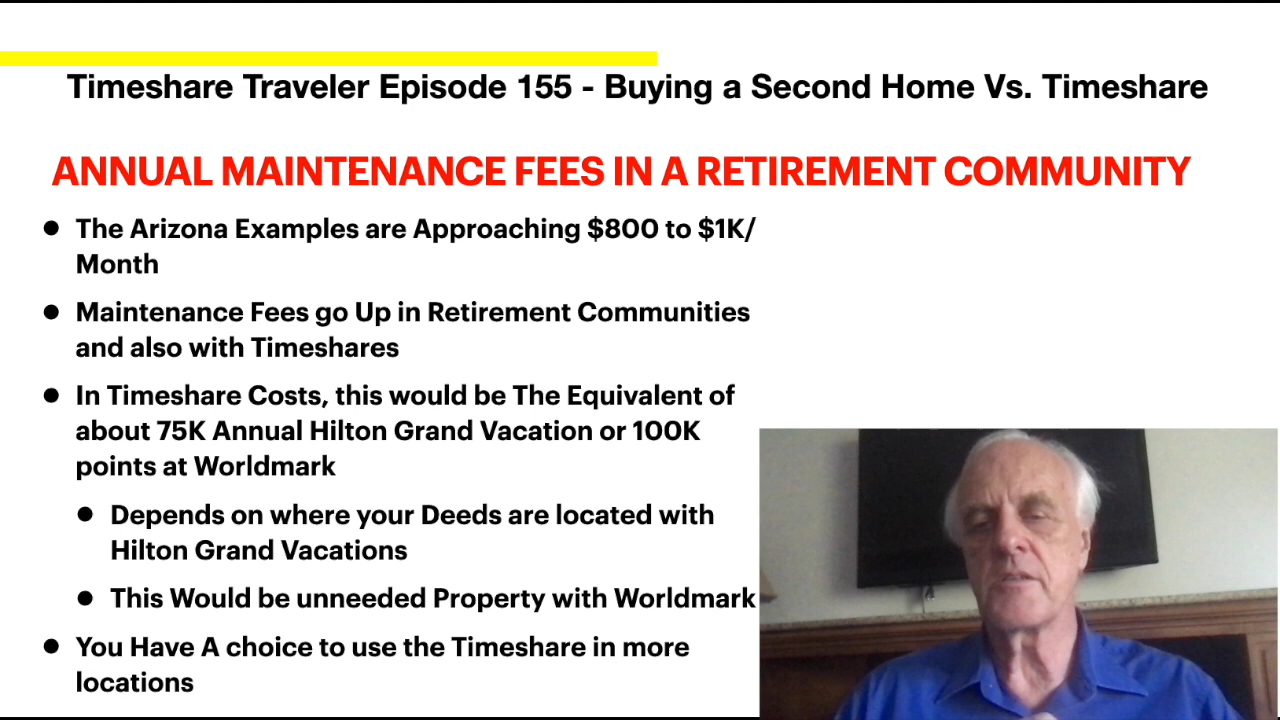 Timeshare Traveler Episode 155 - Buying a Second Home Vs. Timeshare
ANNUAL MAINTENANCE FEES IN A RETIREMENT COMMUNITY
● The Arizona Examples are Approaching $800 to $1K/
Month
● Maintenance Fees go Up in Retirement Communities
and also with Timeshares
● In Timeshare Costs, this would be The Equivalent of
about 75K Annual Hilton Grand Vacation or 100K
points at Worldmark
● Depends on where your Deeds are located with
Hilton Grand Vacations
● This Would be unneeded Property with Worldmark
● You Have A choice to use the Timeshare in more
locations